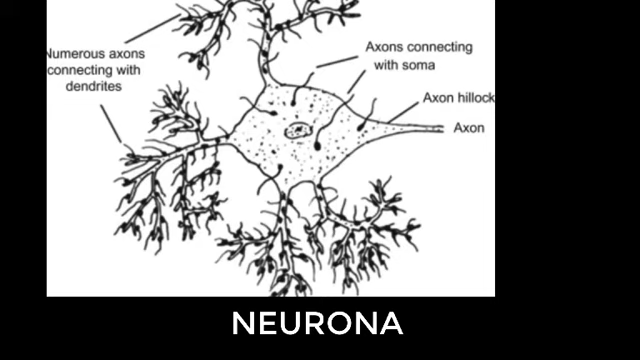 Numerous axons
connecting with
dendrites
Axons connecting
with soma
Axon hillock
Axon
NEURONA